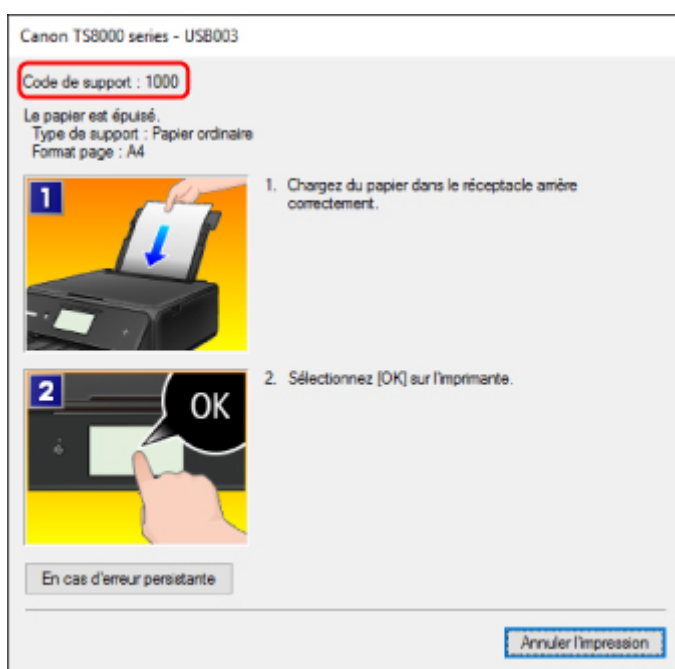 Canon TS8000 series - USB003
Code de support : 1000
Le papier est épuisé.
Type de support : Papier ordinaire
Format page : A4
1
1. Chargez du papier dans le réceptacle arrière
correctement.
2
OK
2. Sélectionnez [OK] sur l'imprimante.
En cas d'erreur persistante
Annuler l'impression